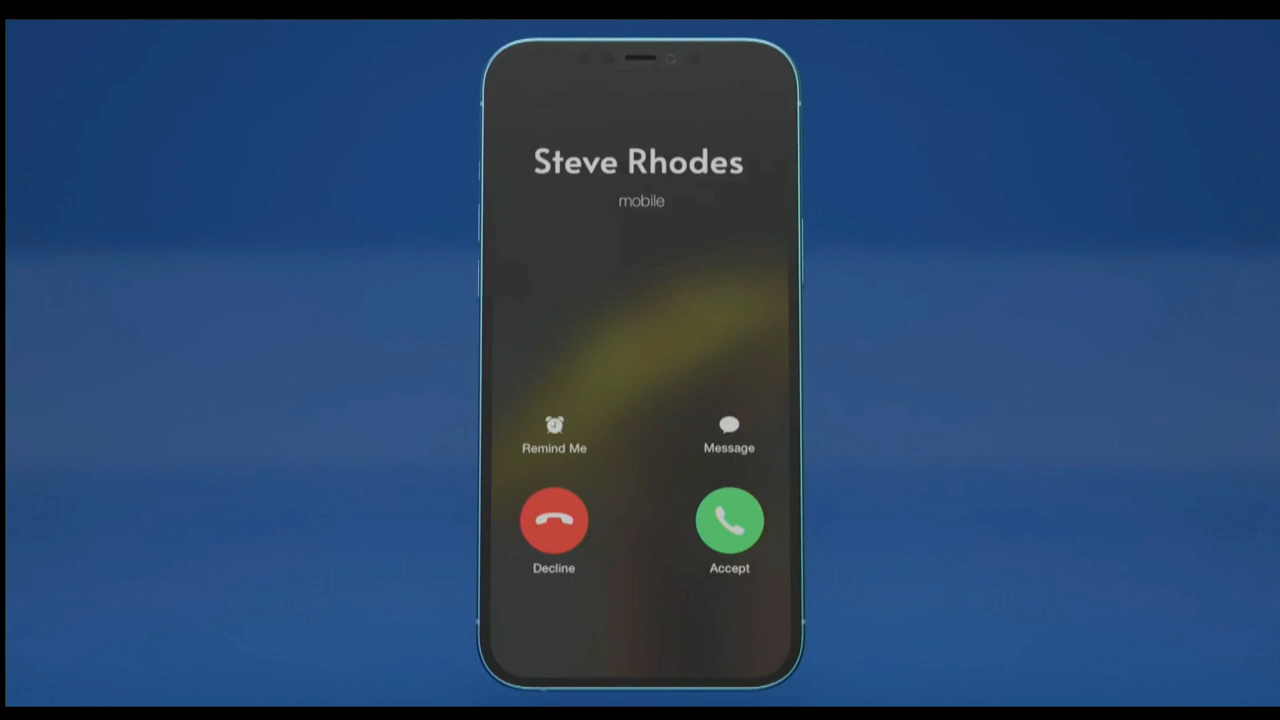 Steve Rhodes
mobile
Remind Me
Message
Decline
Accept